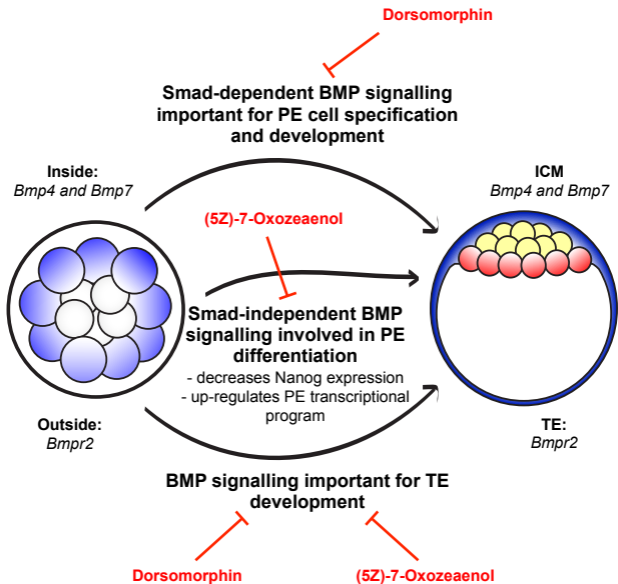 Dorsomorphin
Smad-dependent BMP signalling
important for PE cell specification
and development
Inside:
Bmp4 and Bmp7
ICM
Bmp4 and Bmp7
(5Z)-7-Oxozeaenol
Smad-independent BMP
signalling involved in PE
differentiation
- decreases Nanog expression
- up-regulates PE transcriptional
program
Outside:
Bmpr2
TE:
Bmpr2
BMP signalling important for TE
development
Dorsomorphin
(5Z)-7-Oxozeaenol